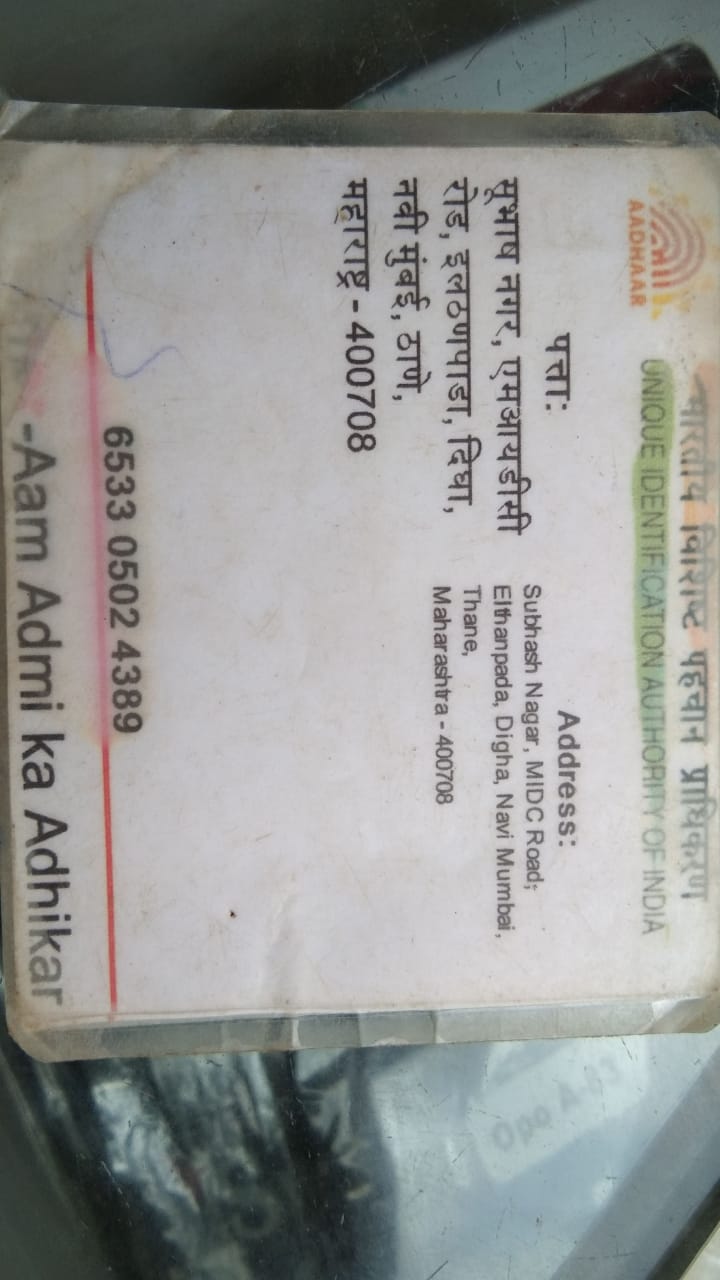 भारतीय विशिष्ट पहचान प्राधिकरण
UNIQUE IDENTIFICATION AUTHORITY OF INDIA
AADHAAR
पत्ता:
सुभाष नगर, एमआयडीसी
रोड, इलठणपाडा, दिघा,
नवी मुंबई, ठाणे,
महाराष्ट्र - 400708
Address:
Subhash Nagar, MIDC Road,
Elthanpada, Digha, Navi Mumbai,
Thane,
Maharashtra - 400708
6533 0502 4389
-Aam Admi ka Adhikar
Opo A-83